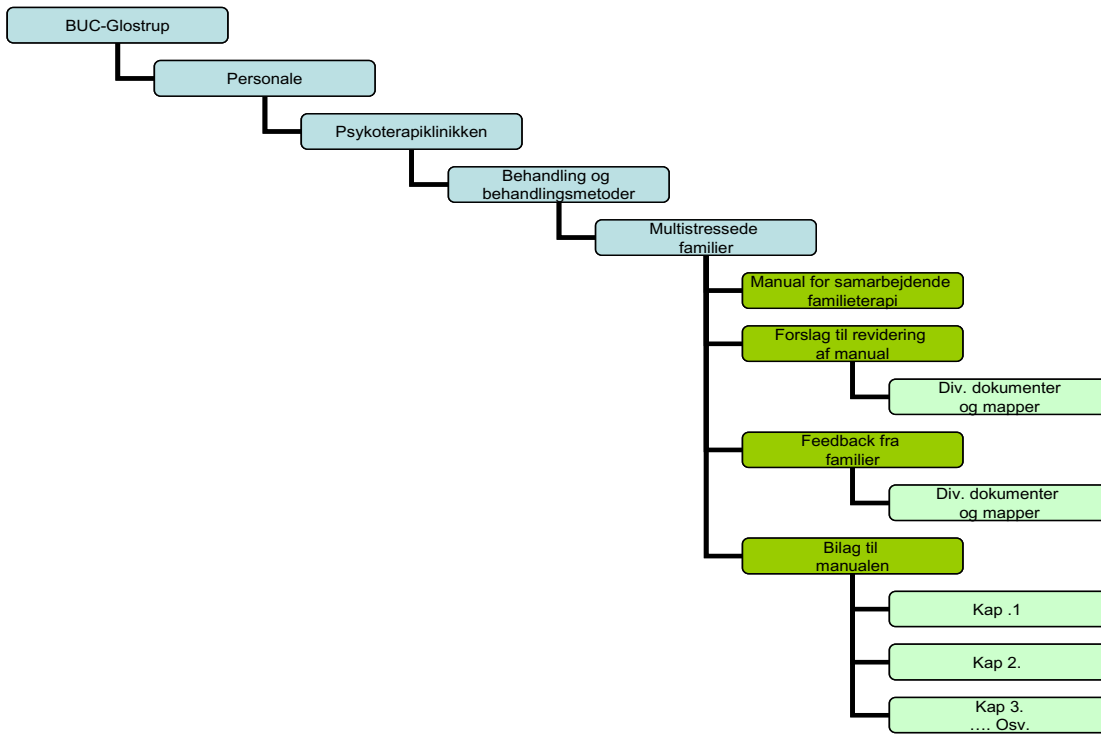 BUC-Glostrup
Personale
Psykoterapiklinikken
Behandling og
behandlingsmetoder
Multistressede
familier
Manual for samarbejdende
familieterapi
Forslag til revidering
af manual
Div. dokumenter
og mapper
Feedback fra
familier
Div. dokumenter
og mapper
Bilag til
manualen
Kap .1
Kap 2.
Kap 3.
.... Osv.